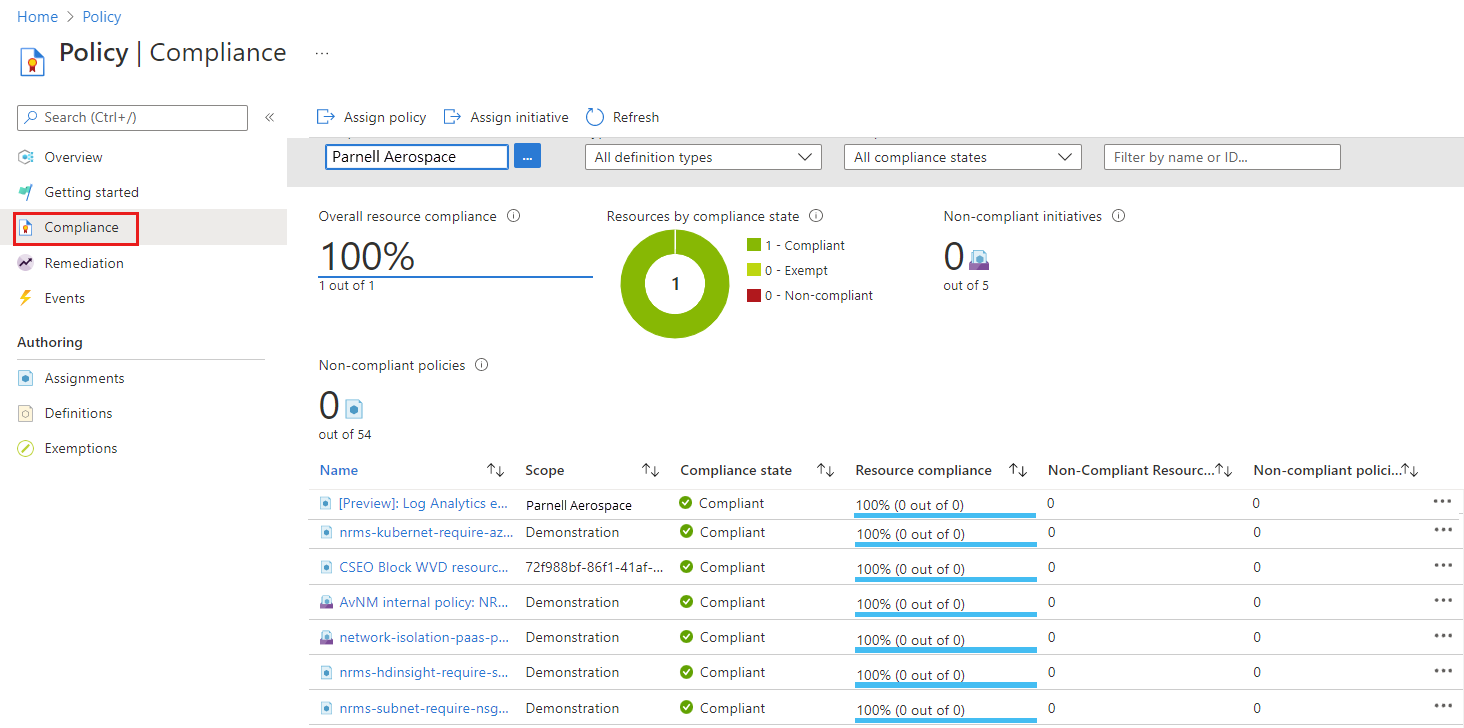 Home > Policy
Policy | Compliance ...
Search (Ctrl+/) «
Overview
Getting started
Compliance
Remediation
Events
Authoring
Assignments
Definitions
Exemptions
Assign policy Assign initiative Refresh
Parnell Aerospace ... All definition types All compliance states Filter by name or ID...
Overall resource compliance
100%
1 out of 1
Resources by compliance state
1
1 - Compliant
0 - Exempt
0 - Non-compliant
Non-compliant initiatives
0
out of 5
Non-compliant policies
0
out of 54
Name Scope Compliance state Resource compliance Non-Compliant Resourc... Non-compliant polici...
[Preview]: Log Analytics e... Parnell Aerospace Compliant 100% (0 out of 0) 0 0 ...
nrms-kubernet-require-az... Demonstration Compliant 100% (0 out of 0) 0 0 ...
CSEO Block WVD resourc... 72f988bf-86f1-41af-... Compliant 100% (0 out of 0) 0 0 ...
AvNM internal policy: NR... Demonstration Compliant 100% (0 out of 0) 0 0 ...
network-isolation-paas-p... Demonstration Compliant 100% (0 out of 0) 0 0 ...
nrms-hdinsight-require-s... Demonstration Compliant 100% (0 out of 0) 0 0 ...
nrms-subnet-require-nsg... Demonstration Compliant 100% (0 out of 0) 0 0 ...